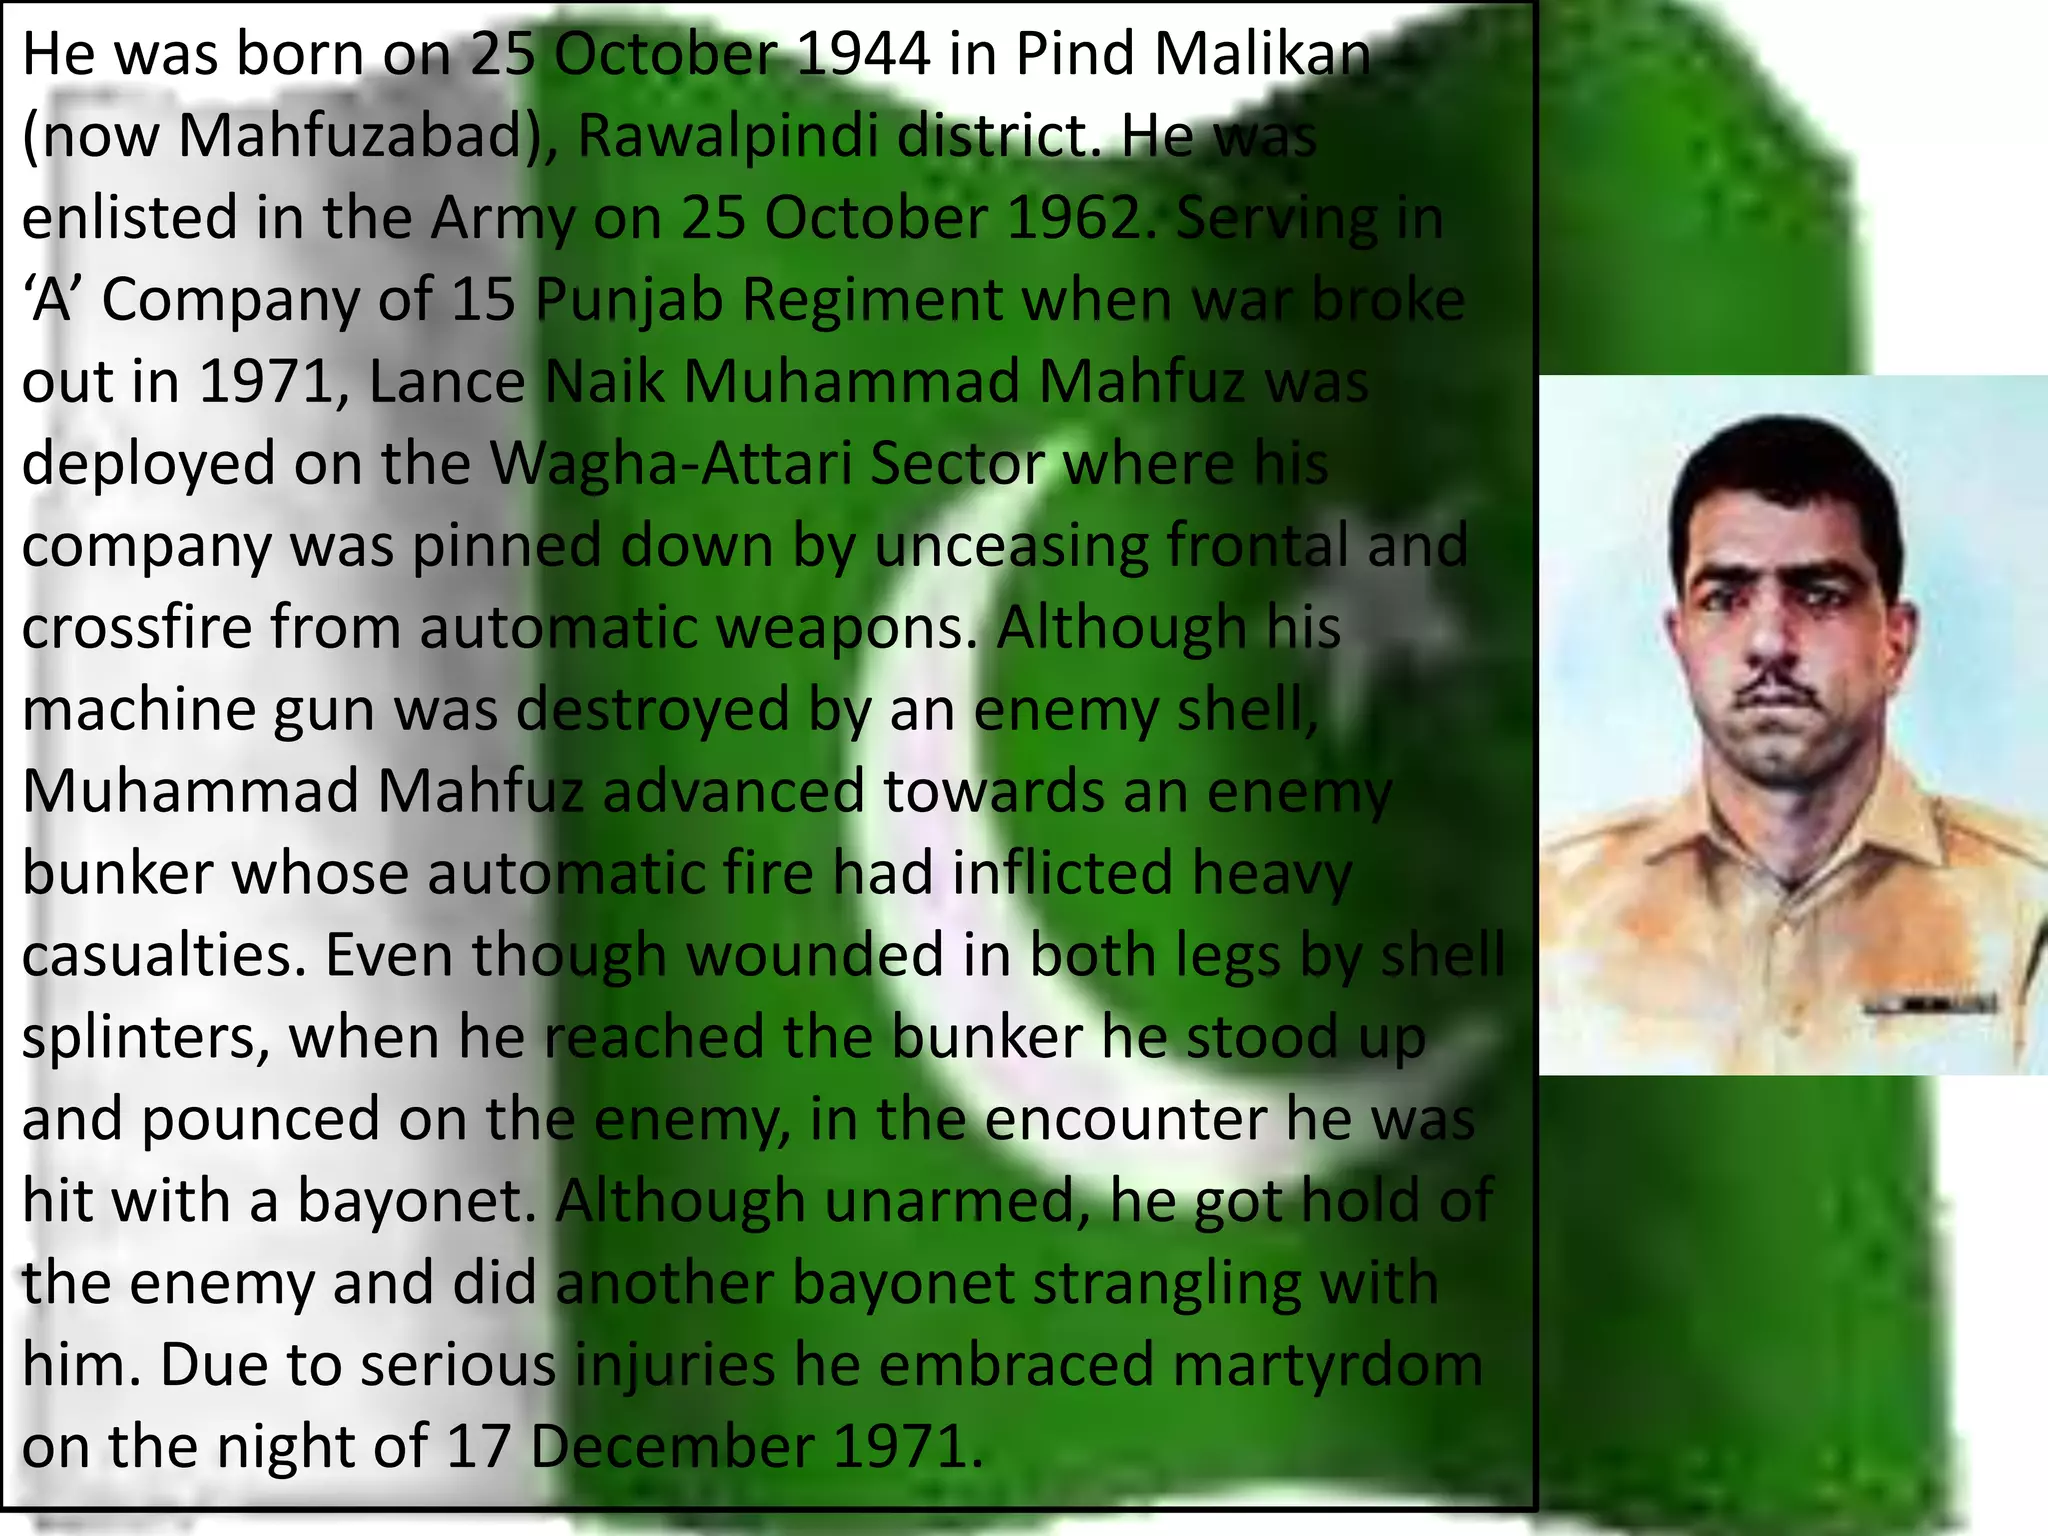 He was born on 25 October 1944 in Pind Malikan
(now Mahfuzabad), Rawalpindi district. He was
enlisted in the Army on 25 October 1962. Serving in
‘A’ Company of 15 Punjab Regiment when war broke
out in 1971, Lance Naik Muhammad Mahfuz was
deployed on the Wagha-Attari Sector where his
company was pinned down by unceasing frontal and
crossfire from automatic weapons. Although his
machine gun was destroyed by an enemy shell,
Muhammad Mahfuz advanced towards an enemy
bunker whose automatic fire had inflicted heavy
casualties. Even though wounded in both legs by shell
splinters, when he reached the bunker he stood up
and pounced on the enemy, in the encounter he was
hit with a bayonet. Although unarmed, he got hold of
the enemy and did another bayonet strangling with
him. Due to serious injuries he embraced martyrdom
on the night of 17 December 1971.